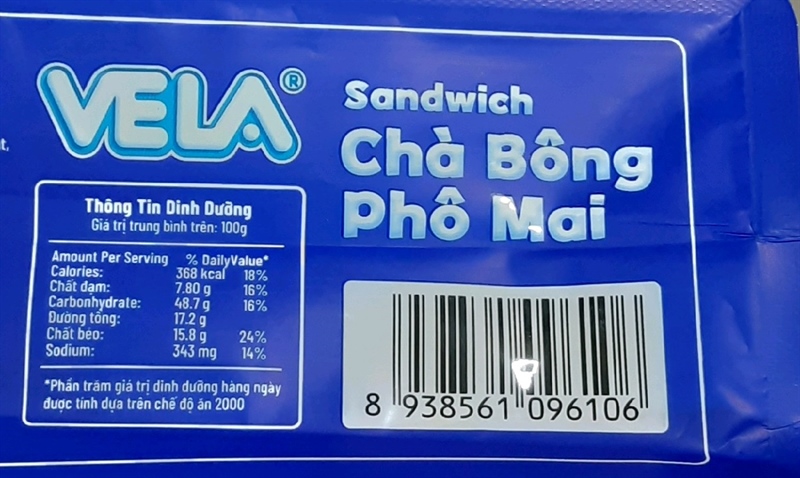 VELA®
Sandwich
Chà Bông
Phô Mai
Thông Tin Dinh Dưỡng
Giá trị trung bình trên: 100g
Amount Per Serving % DailyValue*
Calories: 368 kcal 18%
Chất đạm: 7.80 g 16%
Carbonhydrate: 48.7 g 16%
Đường tổng: 17.2 g
Chất béo: 15.8 g 24%
Sodium: 343 mg 14%
*Phần trăm giá trị dinh dưỡng hàng ngày
được tính dựa trên chế độ ăn 2000
8 938561 096106